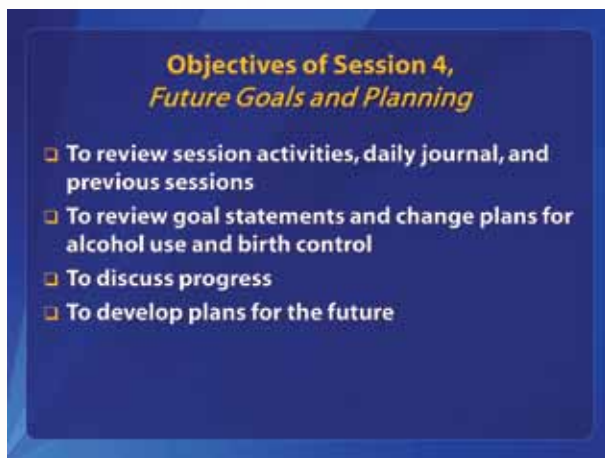 Objectives of Session 4,
Future Goals and Planning
To review session activities, daily journal, and
previous sessions
To review goal statements and change plans for
alcohol use and birth control
To discuss progress
To develop plans for the future